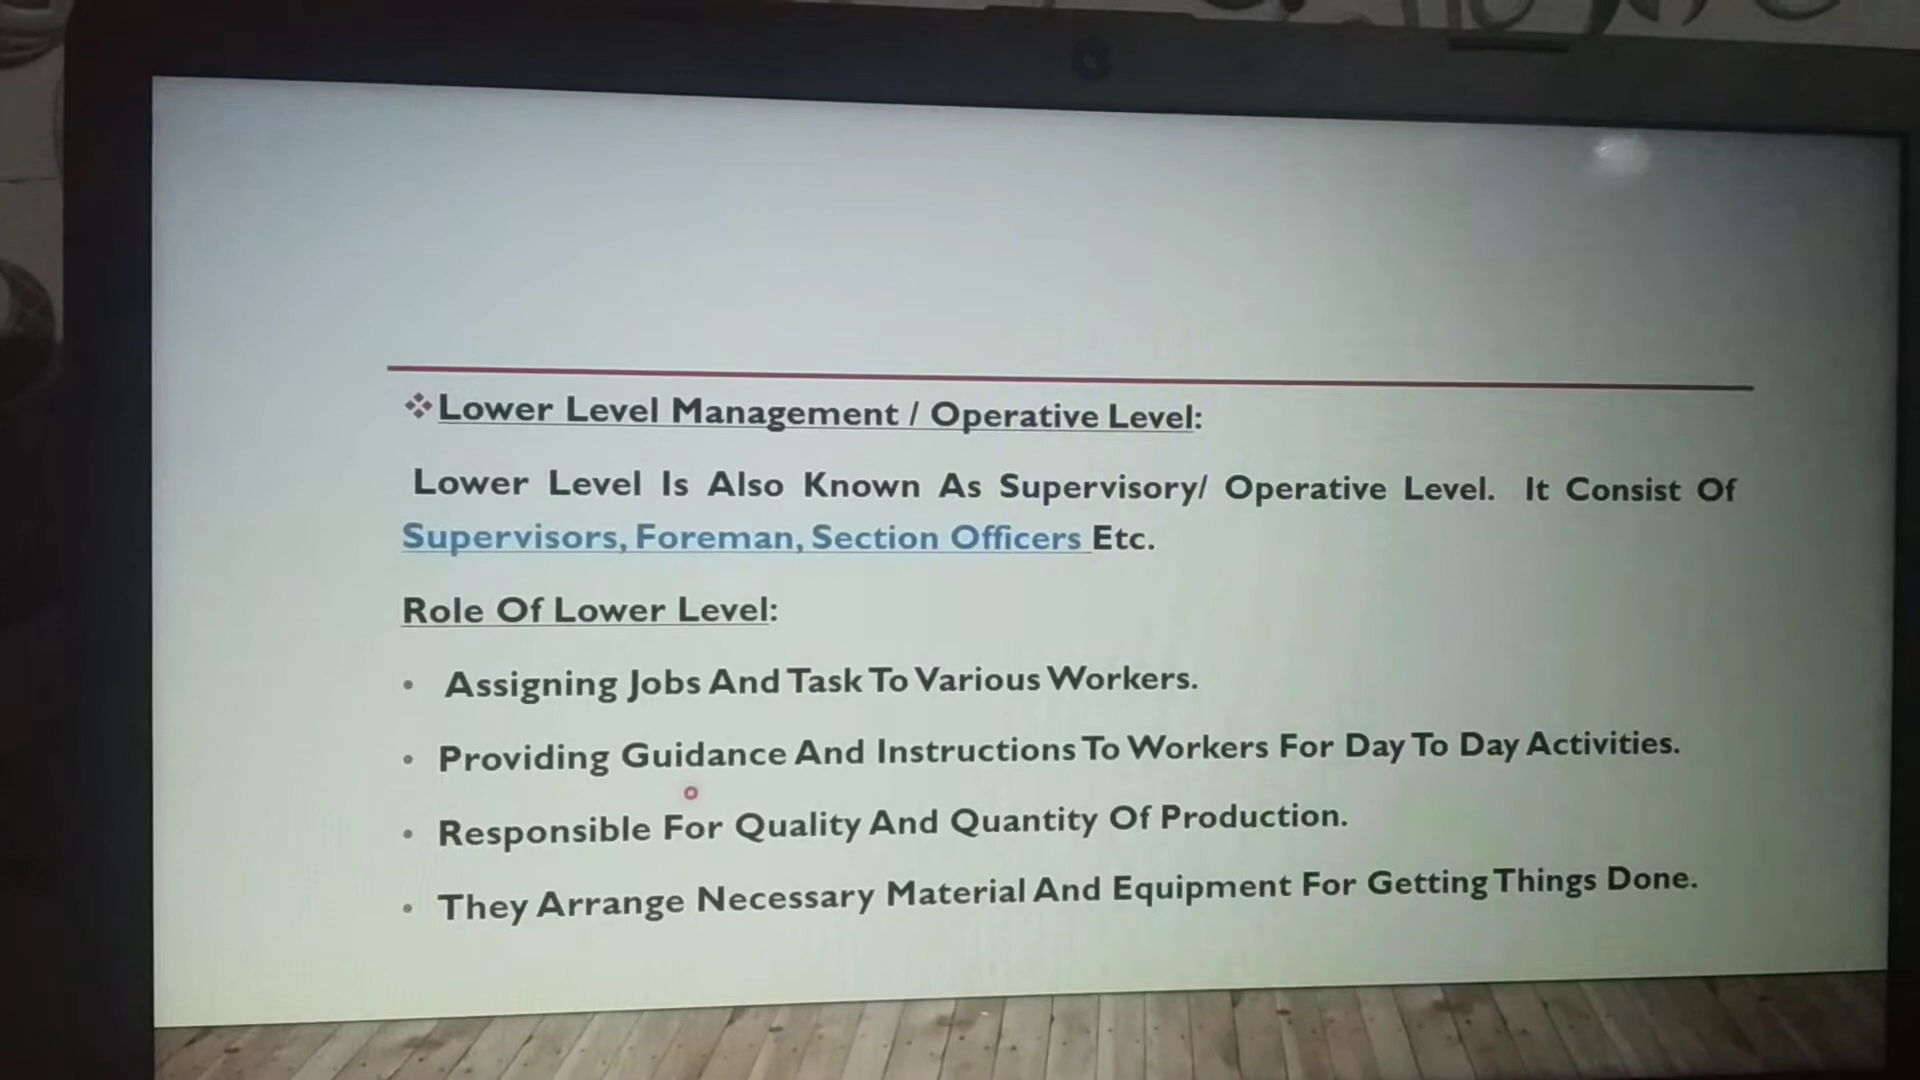 Lower Level Management / Operative Level:
Lower Level Is Also Known As Supervisory/ Operative Level. It Consist Of
Supervisors, Foreman, Section Officers Etc.
Role Of Lower Level:
• Assigning Jobs And Task To Various Workers.
• Providing Guidance And Instructions To Workers For Day To Day Activities.
• Responsible For Quality And Quantity Of Production.
• They Arrange Necessary Material And Equipment For Getting Things Done.